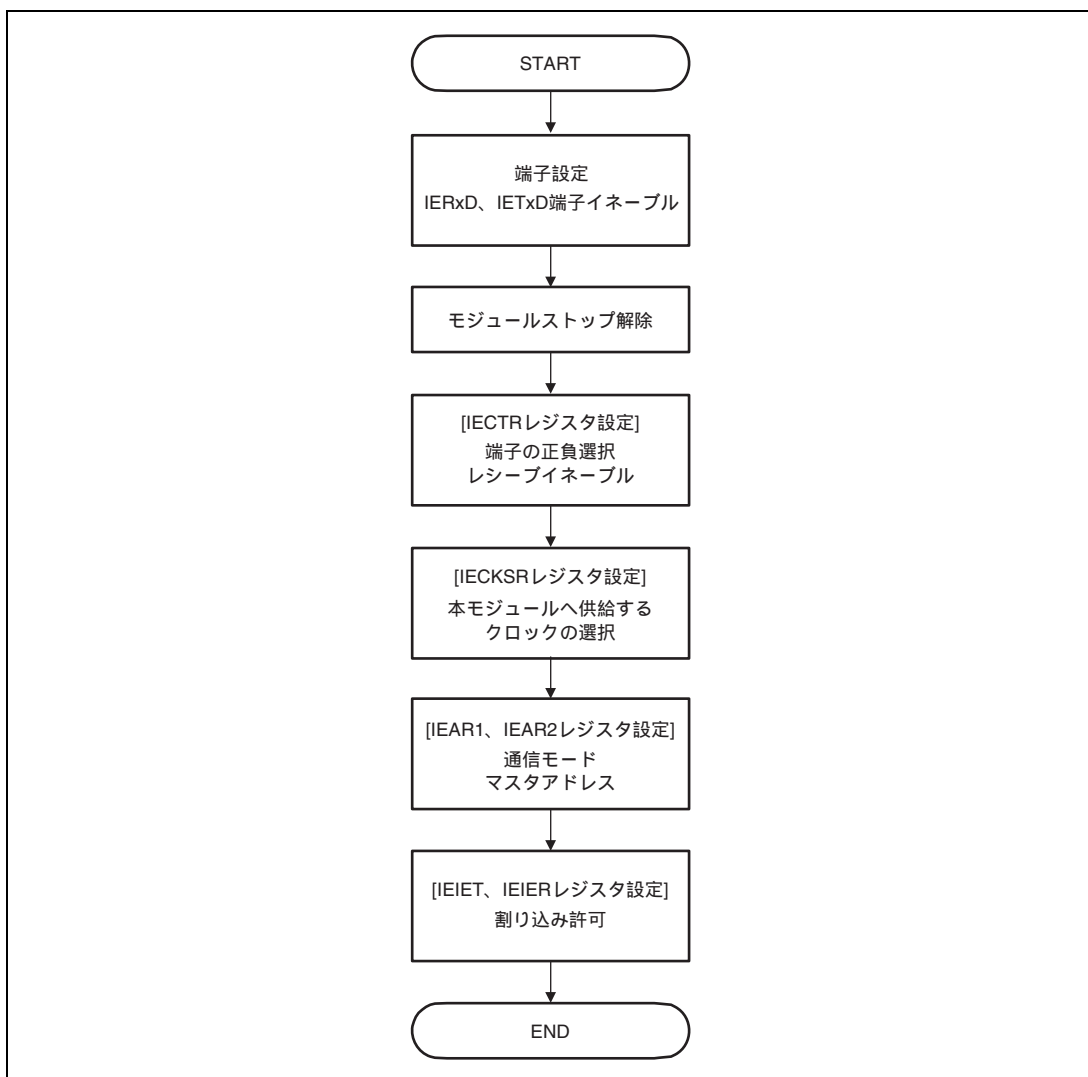 START
端子設定
IERxD、IETxD端子イネーブル
モジュールストップ解除
[IECTRレジスタ設定]
端子の正負選択
レシーブイネーブル
[IECKSRレジスタ設定]
本モジュールへ供給する
クロックの選択
[IEAR1、IEAR2レジスタ設定]
通信モード
マスタアドレス
[IEIET、IEIERレジスタ設定]
割り込み許可
END